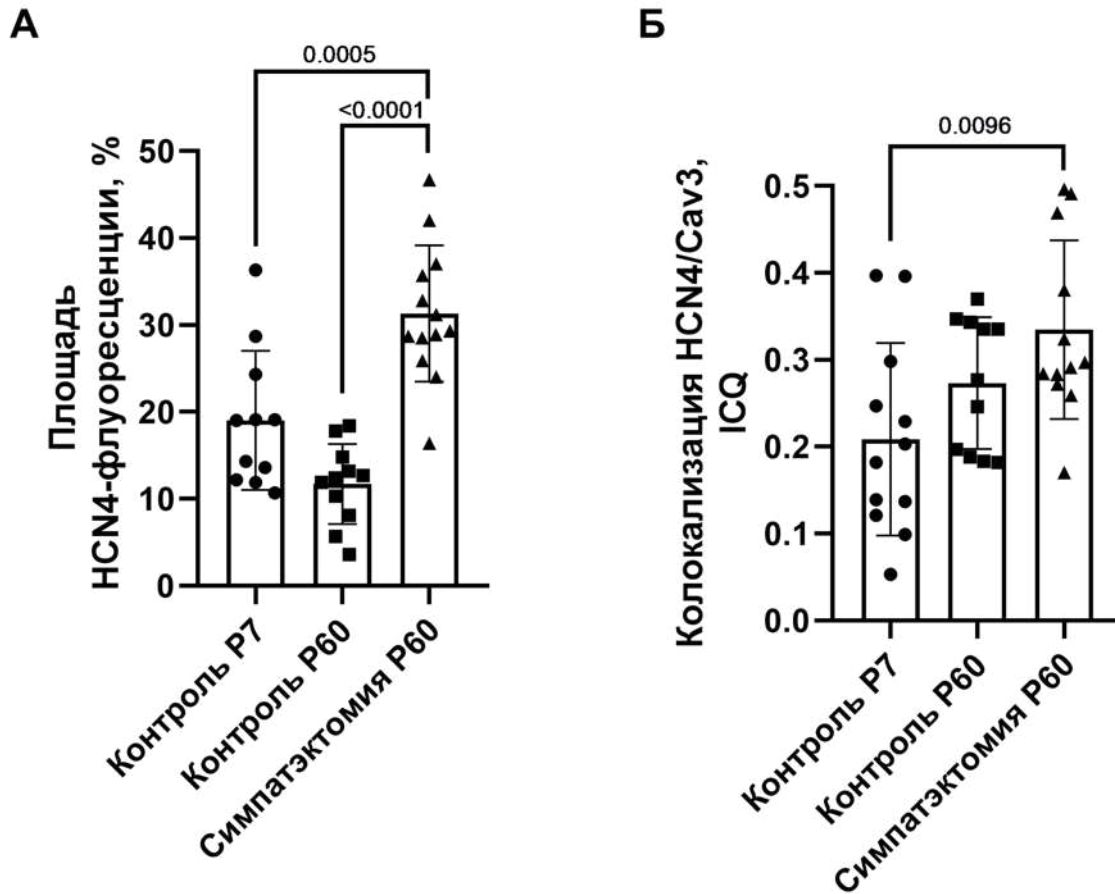 А
0.0005
<0.0001
Площадь
HCN4-флуоресценции, %
50
40
30
20
10
0
Контроль P7
Контроль P60
Симпатэктомия P60
Б
0.0096
Колокализация HCN4/Cav3,
ICQ
0.5
0.4
0.3
0.2
0.1
0.0
Контроль P7
Контроль P60
Симпатэктомия P60